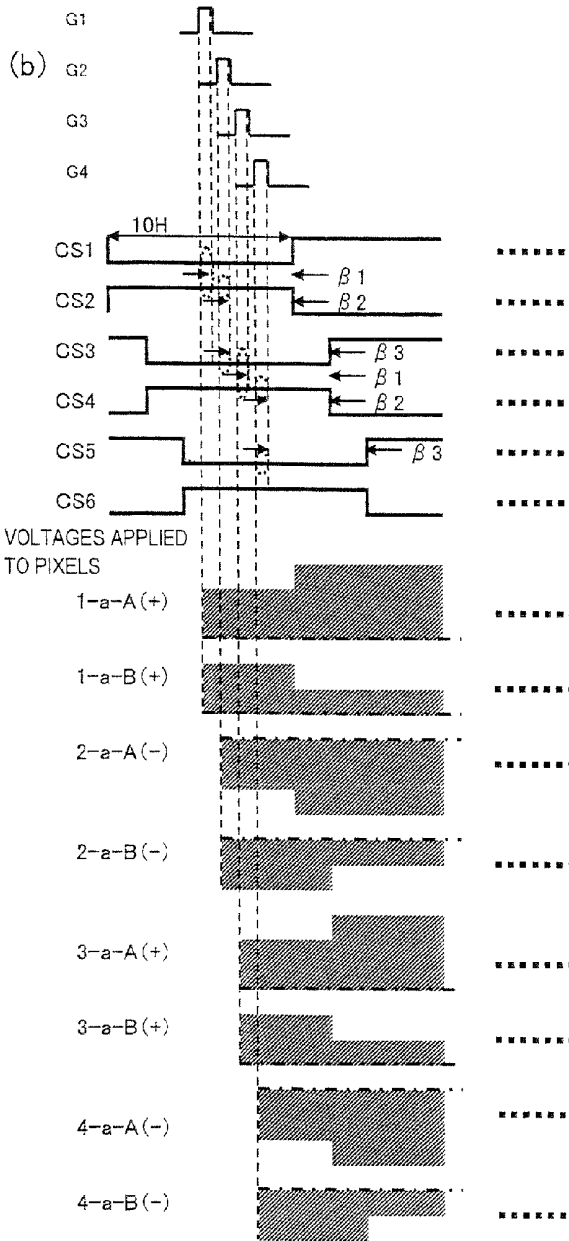 G1
(b)
G2
G3
G4
10H
CS1
β1
CS2
β2
CS3
β3
β1
CS4
β2
CS5
β3
CS6
VOLTAGES APPLIED
TO PIXELS
1-a-A(+)
1-a-B(+)
2-a-A(-)
2-a-B(-)
3-a-A(+)
3-a-B(+)
4-a-A(-)
4-a-B(-)